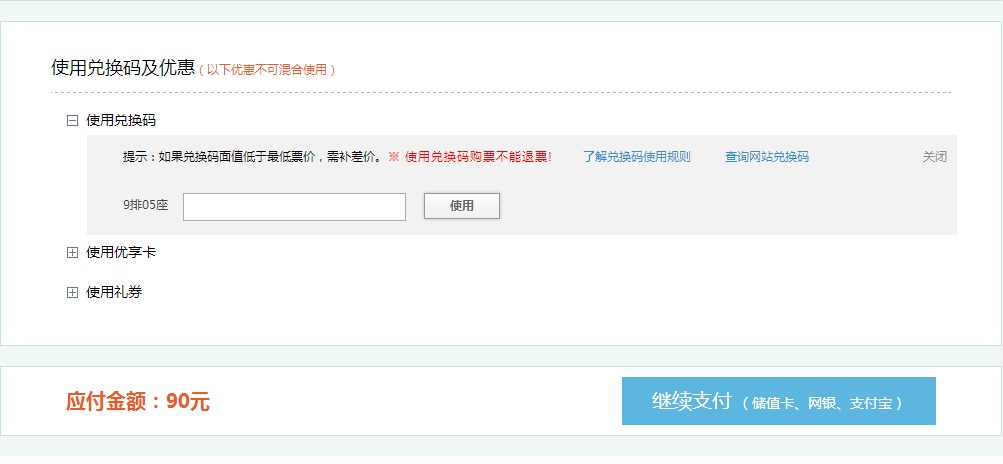 使用兑换码及优惠（以下优惠不可混合使用）
使用兑换码
提示：如果兑换码面值低于最低票价，需补差价。※ 使用兑换码购票不能退票! 了解兑换码使用规则 查询网站兑换码 关闭
9排05座 使用
使用优享卡
使用礼券
应付金额：90元 继续支付（储值卡、网银、支付宝）